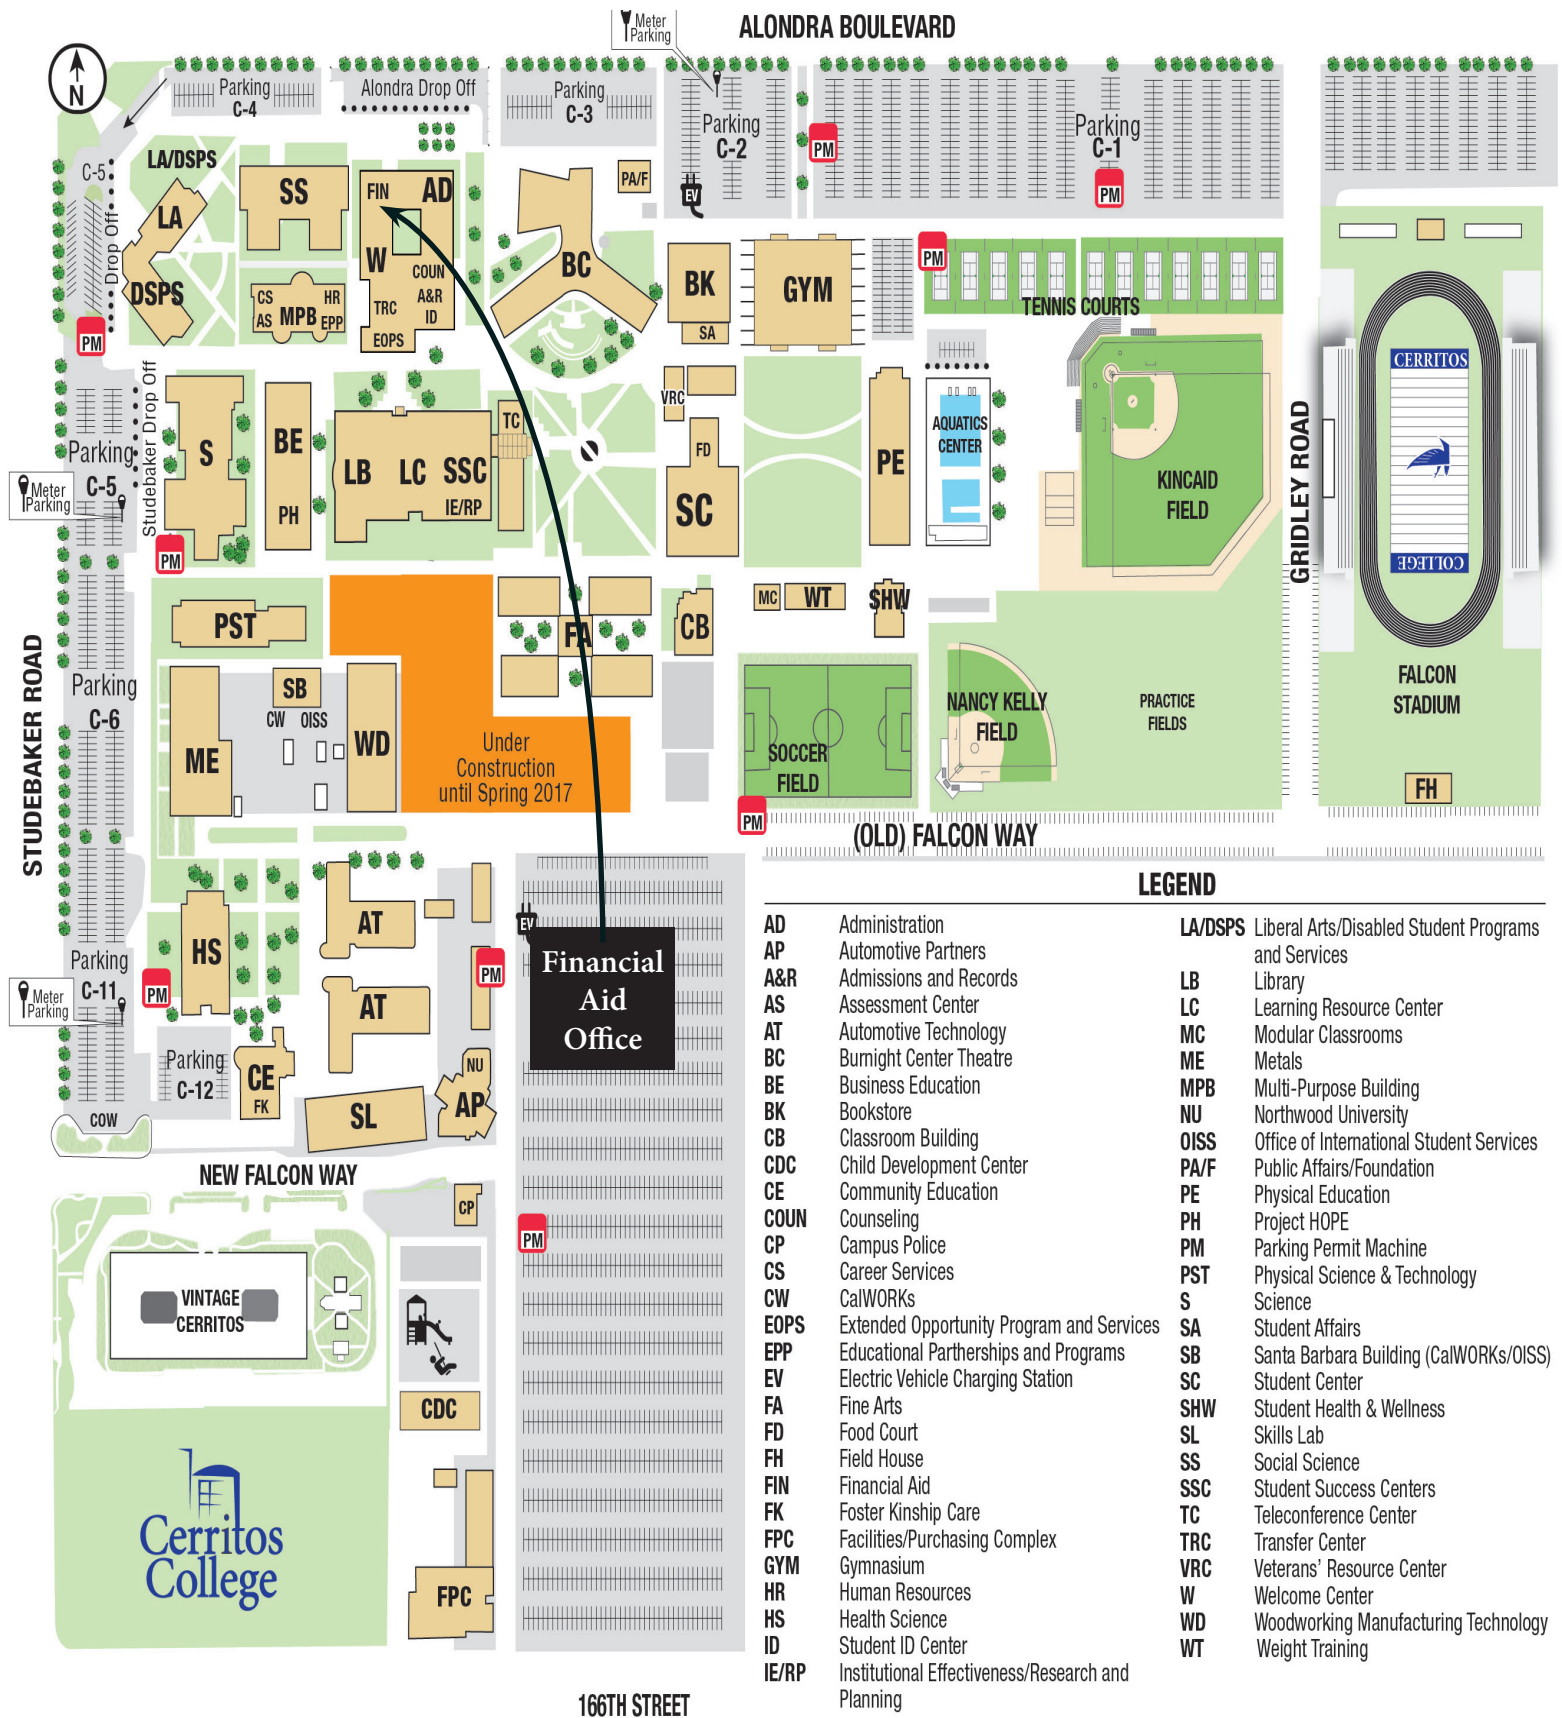 Meter
Parking
ALONDRA BOULEVARD
N
Parking
C-4
Alondra Drop Off
Parking
C-3
Parking
C-2
Parking
C-1
PM
PM
EV
LA/DSPS
C-5
Drop Off
SS
FIN
AD
PA/F
LA
DSPS
W
COUN
A&R
ID
TRC
EOPS
CS
HR
AS
MPB
EPP
BC
BK
SA
GYM
PM
TENNIS COURTS
PM
CERRITOS
COLLEGE
Studebaker Drop Off
Parking
C-5
Meter
Parking
S
BE
PH
LB
LC
SSC
IE/RP
TC
VRC
FD
SC
PE
AQUATICS
CENTER
KINCAID
FIELD
GRIDLEY ROAD
PM
PST
FA
CB
MC
WT
SHW
STUDEBAKER ROAD
Parking
C-6
SB
CW
OISS
ME
WD
Under
Construction
until Spring 2017
SOCCER
FIELD
NANCY KELLY
FIELD
PRACTICE
FIELDS
FALCON
STADIUM
FH
PM
(OLD) FALCON WAY
HS
AT
AT
EV
PM
Financial
Aid
Office
Parking
C-11
PM
Meter
Parking
Parking
C-12
CE
FK
SL
NU
AP
COW
NEW FALCON WAY
CP
PM
VINTAGE
CERRITOS
CDC
Cerritos
College
FPC
166TH STREET
LEGEND
AD Administration
AP Automotive Partners
A&R Admissions and Records
AS Assessment Center
AT Automotive Technology
BC Burnight Center Theatre
BE Business Education
BK Bookstore
CB Classroom Building
CDC Child Development Center
CE Community Education
COUN Counseling
CP Campus Police
CS Career Services
CW CalWORKs
EOPS Extended Opportunity Program and Services
EPP Educational Partherships and Programs
EV Electric Vehicle Charging Station
FA Fine Arts
FD Food Court
FH Field House
FIN Financial Aid
FK Foster Kinship Care
FPC Facilities/Purchasing Complex
GYM Gymnasium
HR Human Resources
HS Health Science
ID Student ID Center
IE/RP Institutional Effectiveness/Research and
Planning
LA/DSPS Liberal Arts/Disabled Student Programs
and Services
LB Library
LC Learning Resource Center
MC Modular Classrooms
ME Metals
MPB Multi-Purpose Building
NU Northwood University
OISS Office of International Student Services
PA/F Public Affairs/Foundation
PE Physical Education
PH Project HOPE
PM Parking Permit Machine
PST Physical Science & Technology
S Science
SA Student Affairs
SB Santa Barbara Building (CalWORKs/OISS)
SC Student Center
SHW Student Health & Wellness
SL Skills Lab
SS Social Science
SSC Student Success Centers
TC Teleconference Center
TRC Transfer Center
VRC Veterans' Resource Center
W Welcome Center
WD Woodworking Manufacturing Technology
WT Weight Training